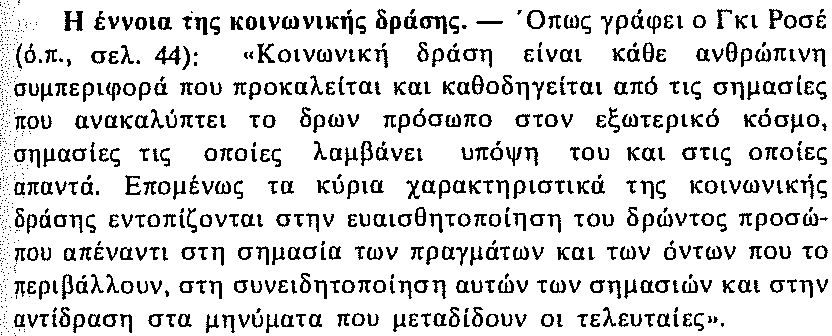 Η έννοια της κοινωνικής δράσης. — Όπως γράφει ο Γκι Ροσέ
(ό.π., σελ. 44): «Κοινωνική δράση είναι κάθε ανθρώπινη
συμπεριφορά που προκαλείται και καθοδηγείται από τις σημασίες
που ανακαλύπτει το δρων πρόσωπο στον εξωτερικό κόσμο,
σημασίες τις οποίες λαμβάνει υπόψη του και στις οποίες
απαντά. Επομένως τα κύρια χαρακτηριστικά της κοινωνικής
δράσης εντοπίζονται στην ευαισθητοποίηση του δρώντος προσώ-
που απέναντι στη σημασία των πραγμάτων και των όντων που το
περιβάλλουν, στη συνειδητοποίηση αυτών των σημασιών και στην
αντίδραση στα μηνύματα που μεταδίδουν οι τελευταίες».